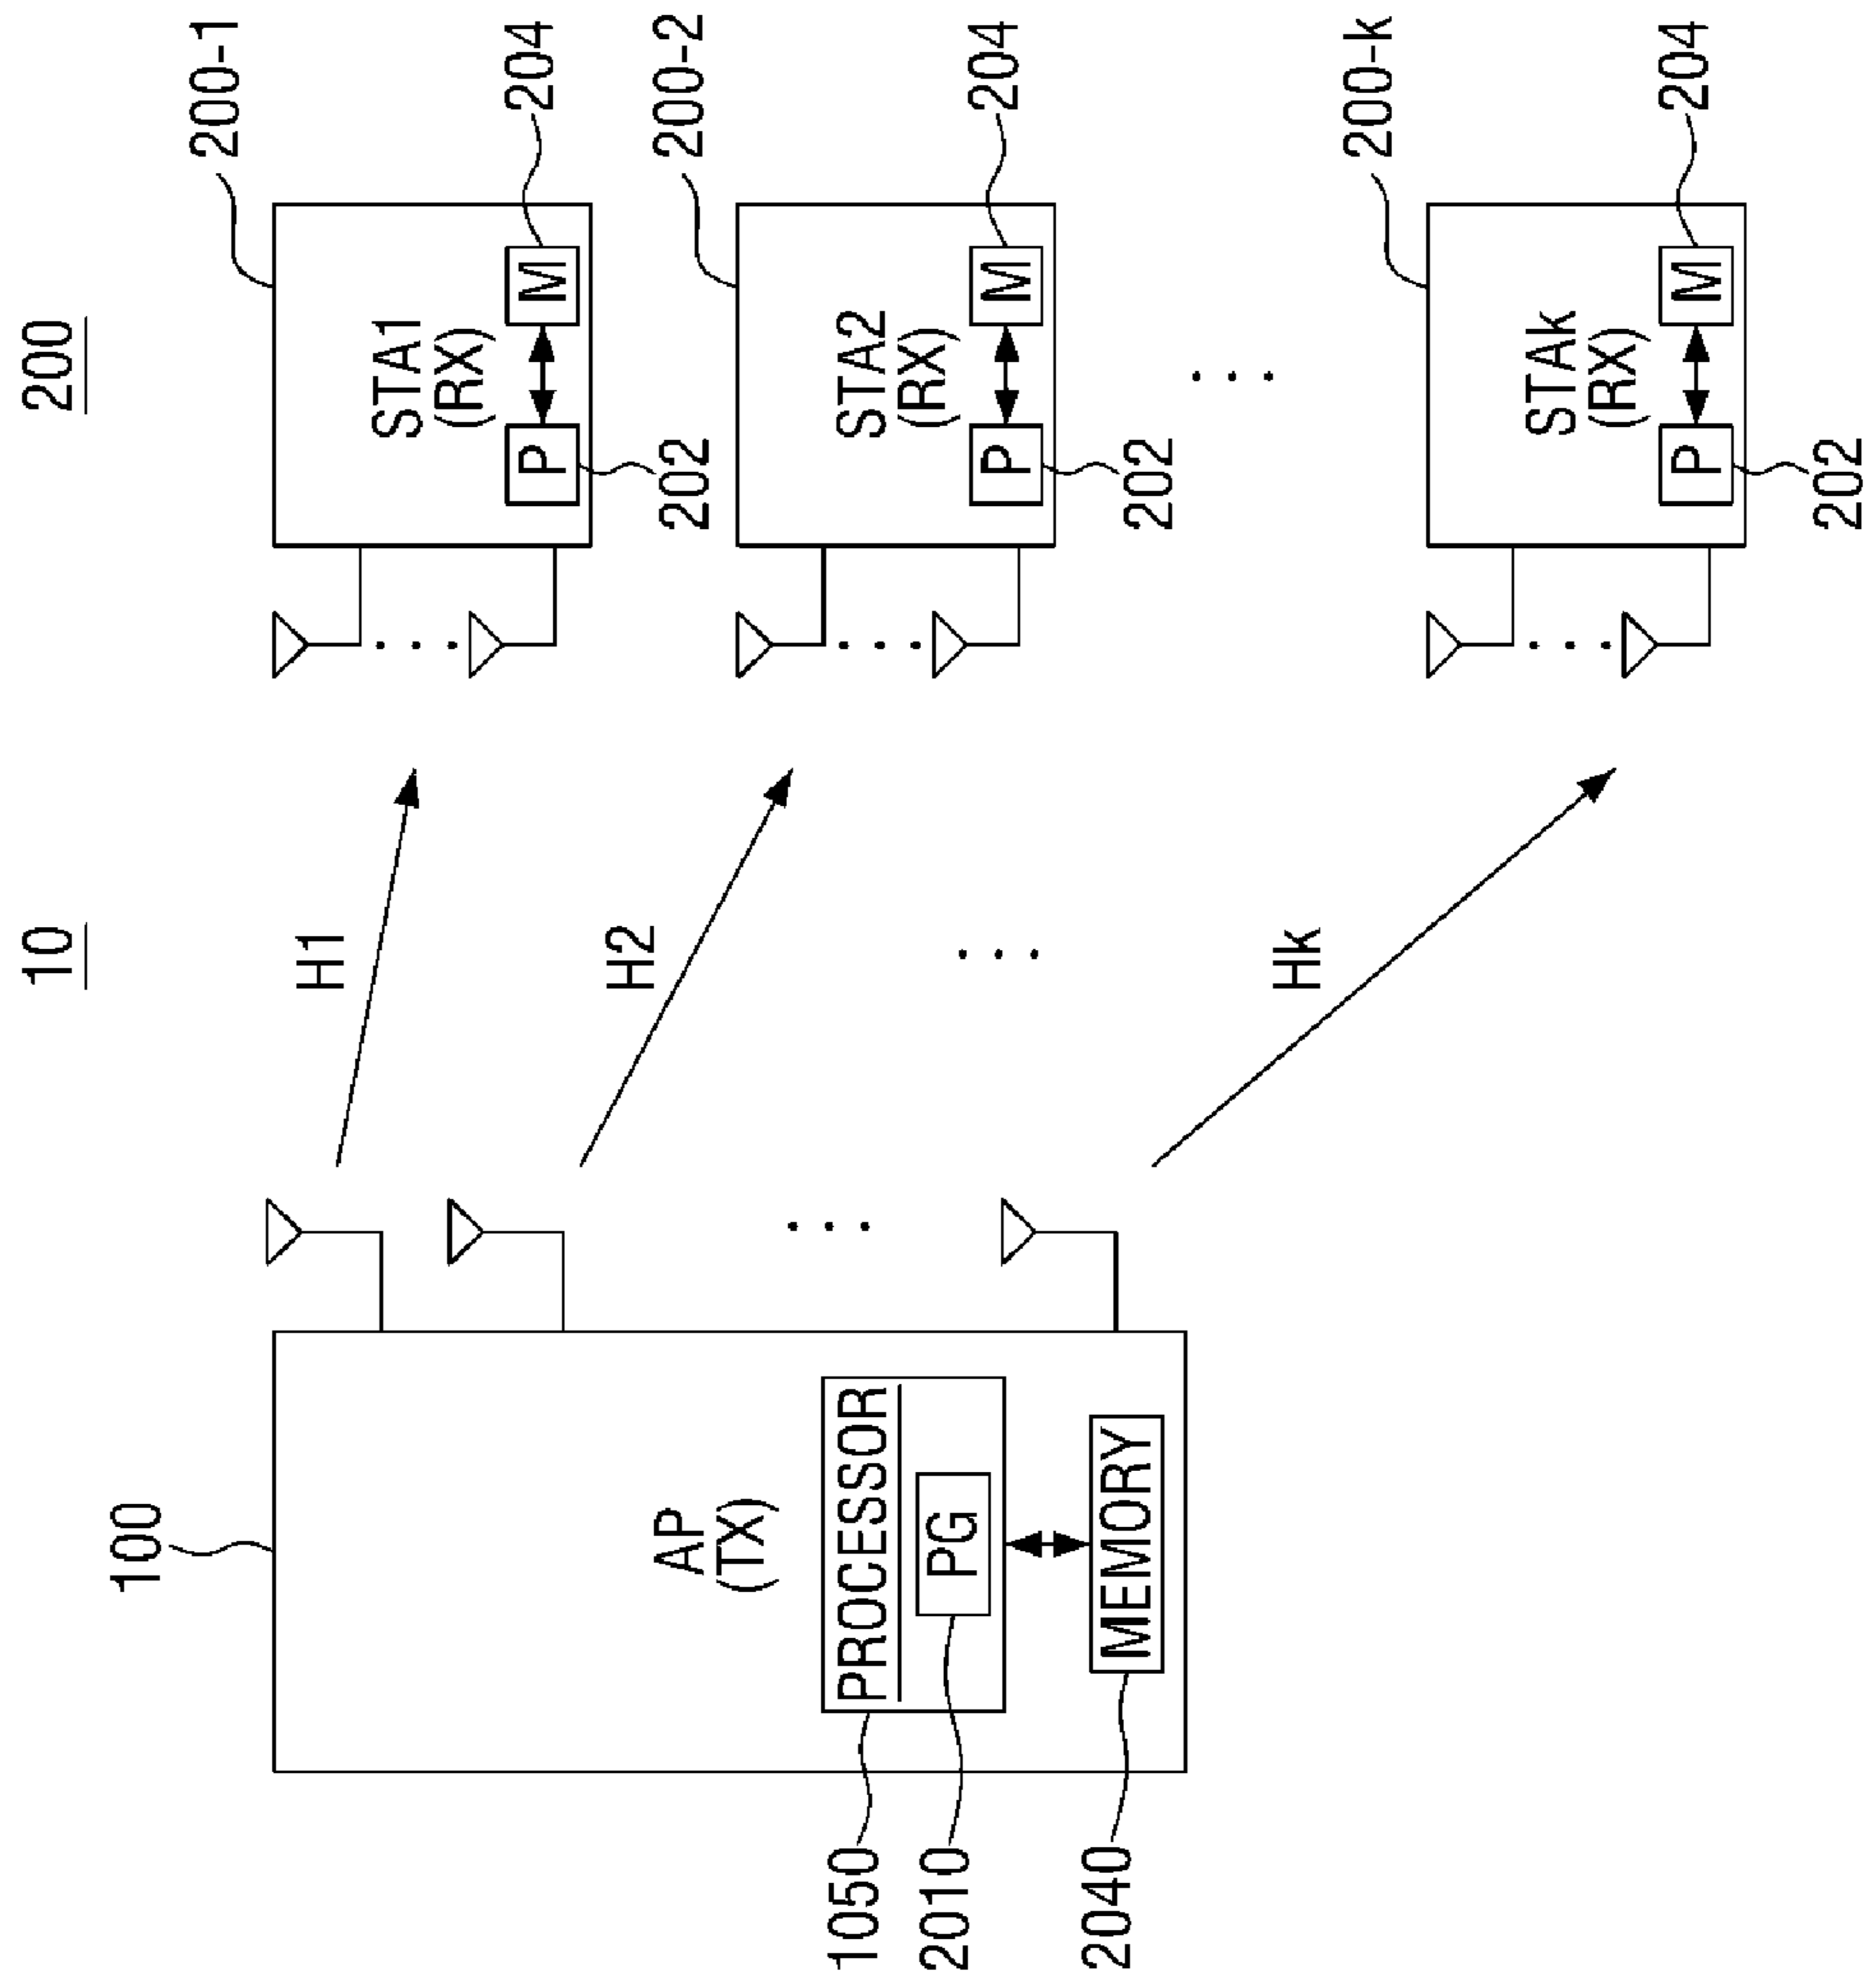 10
200
100
AP
(TX)
PROCESSOR
PG
MEMORY
1050
2010
2040
H1
H2
Hk
200-1
STA1
(RX)
P
M
202
204
200-2
STA2
(RX)
P
M
202
204
200-k
STAk
(RX)
P
M
202
204